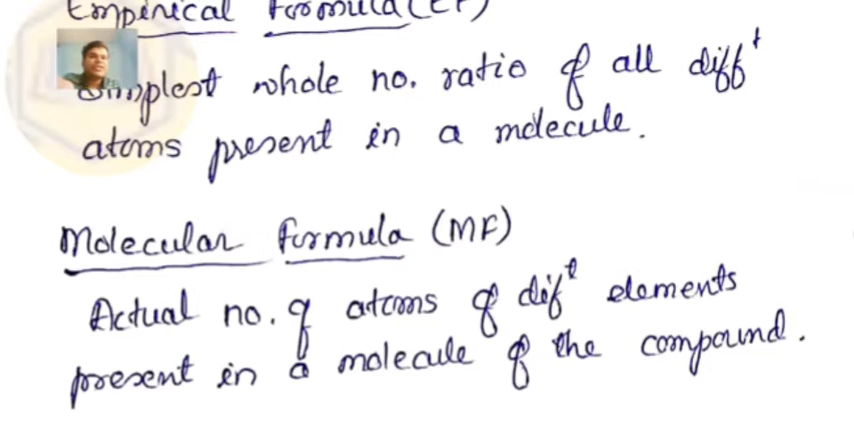 Empirical Formula (EF)
Simplest whole no. ratio of all diff^t
atoms present in a molecule.
Molecular Formula (MF)
Actual no. of atoms of dif^t elements
present in a molecule of the compound.